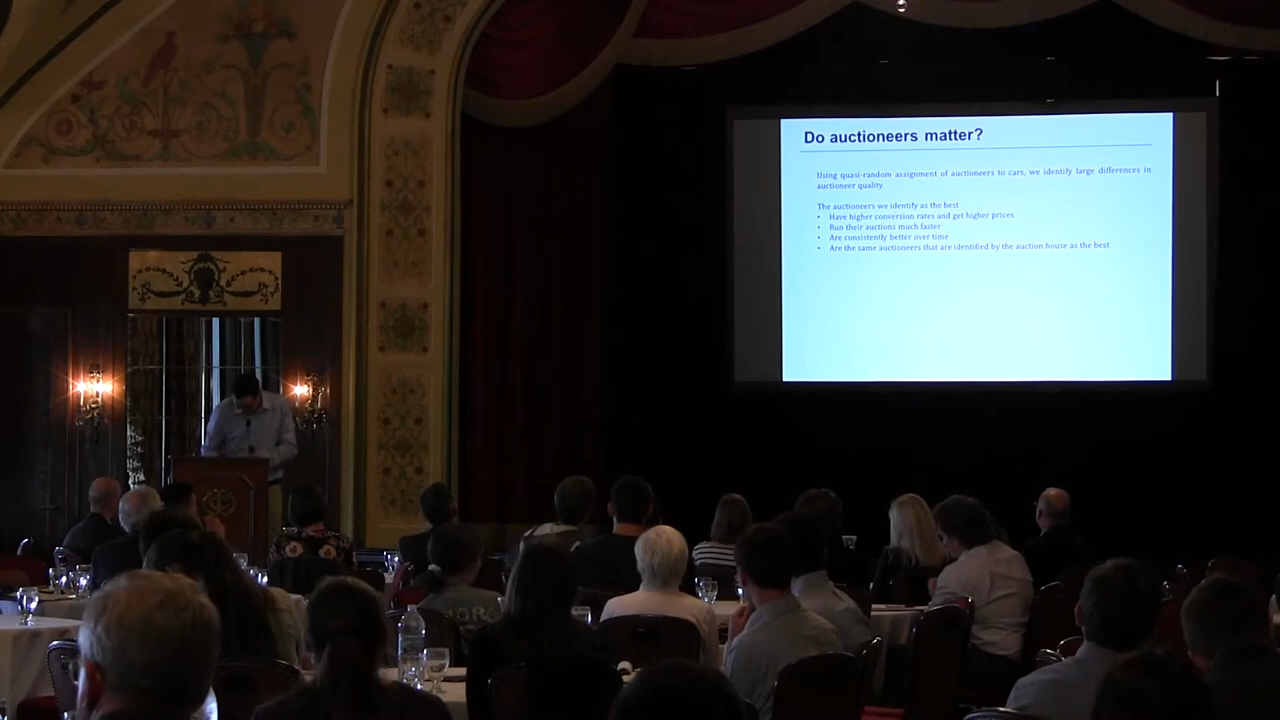 Do auctioneers matter?
Using quasi-random assignment of auctioneers to cars, we identify large differences in
auctioneer quality.
The auctioneers we identify as the best
• Have higher conversion rates and get higher prices
• Run their auctions much faster
• Are consistently better over time
• Are the same auctioneers that are identified by the auction house as the best